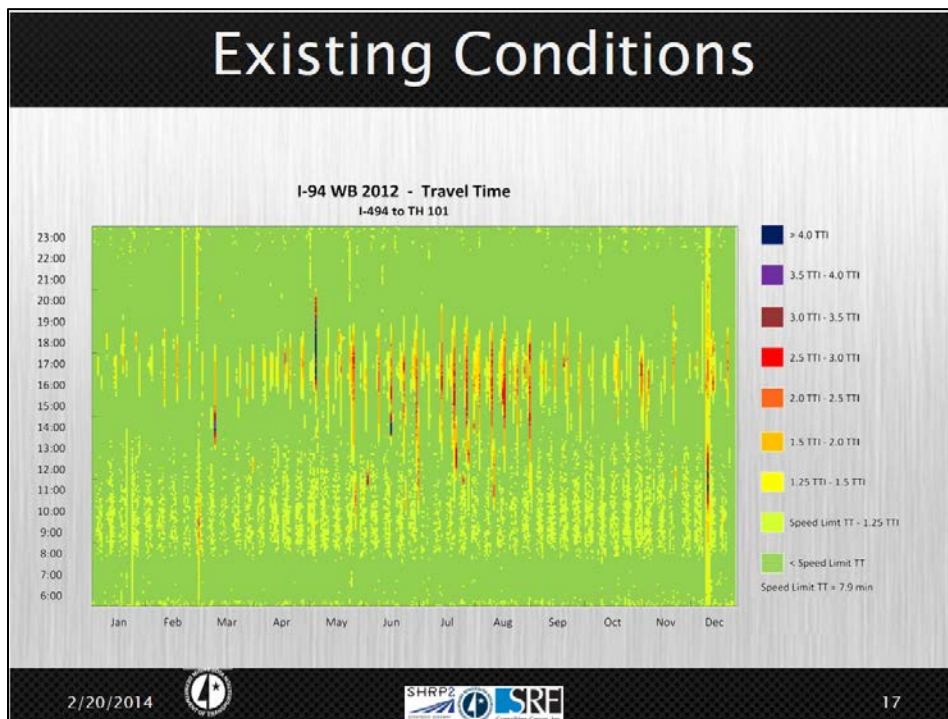 Existing Conditions
I-94 WB 2012 - Travel Time
I-494 to TH 101
23:00
22:00
21:00
20:00
19:00
18:00
17:00
16:00
15:00
14:00
13:00
12:00
11:00
10:00
9:00
8:00
7:00
6:00
Jan Feb Mar Apr May Jun Jul Aug Sep Oct Nov Dec
> 4.0 TTI
3.5 TTI - 4.0 TTI
3.0 TTI - 3.5 TTI
2.5 TTI - 3.0 TTI
2.0 TTI - 2.5 TTI
1.5 TTI - 2.0 TTI
1.25 TTI - 1.5 TTI
Speed Limt TT - 1.25 TTI
< Speed Limit TT
Speed Limit TT = 7.9 min
2/20/2014
SHRP2
SRF
17